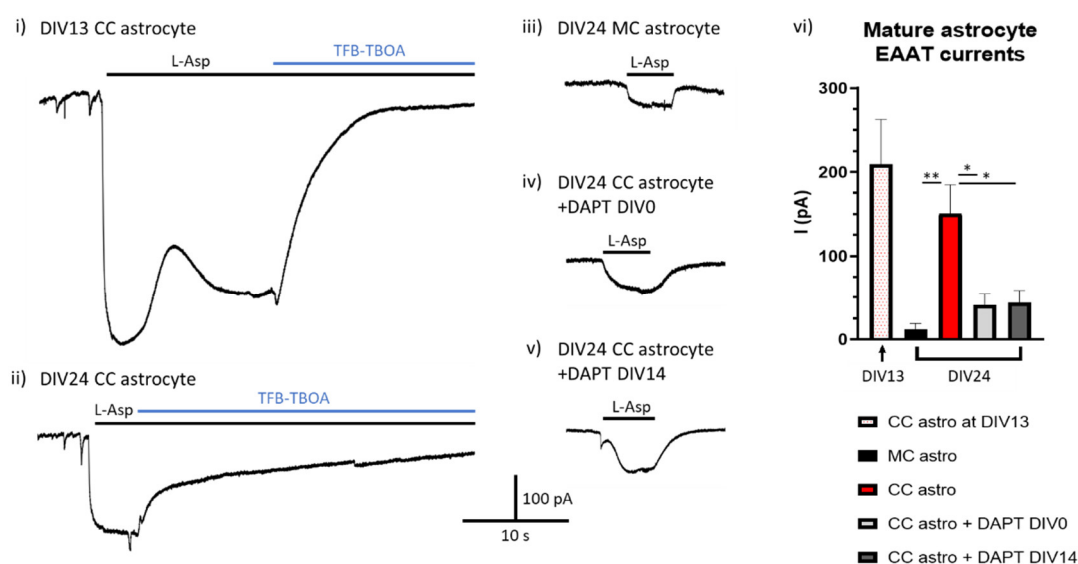 i) DIV13 CC astrocyte
TFB-TBOA
L-Asp
ii) DIV24 CC astrocyte
TFB-TBOA
L-Asp
iii) DIV24 MC astrocyte
L-Asp
iv) DIV24 CC astrocyte
+DAPT DIV0
L-Asp
v) DIV24 CC astrocyte
+DAPT DIV14
L-Asp
100 pA
10 s
vi) Mature astrocyte
EAAT currents
I (pA)
300
200
100
0
** * *
DIV13 DIV24
CC astro at DIV13
MC astro
CC astro
CC astro + DAPT DIV0
CC astro + DAPT DIV14